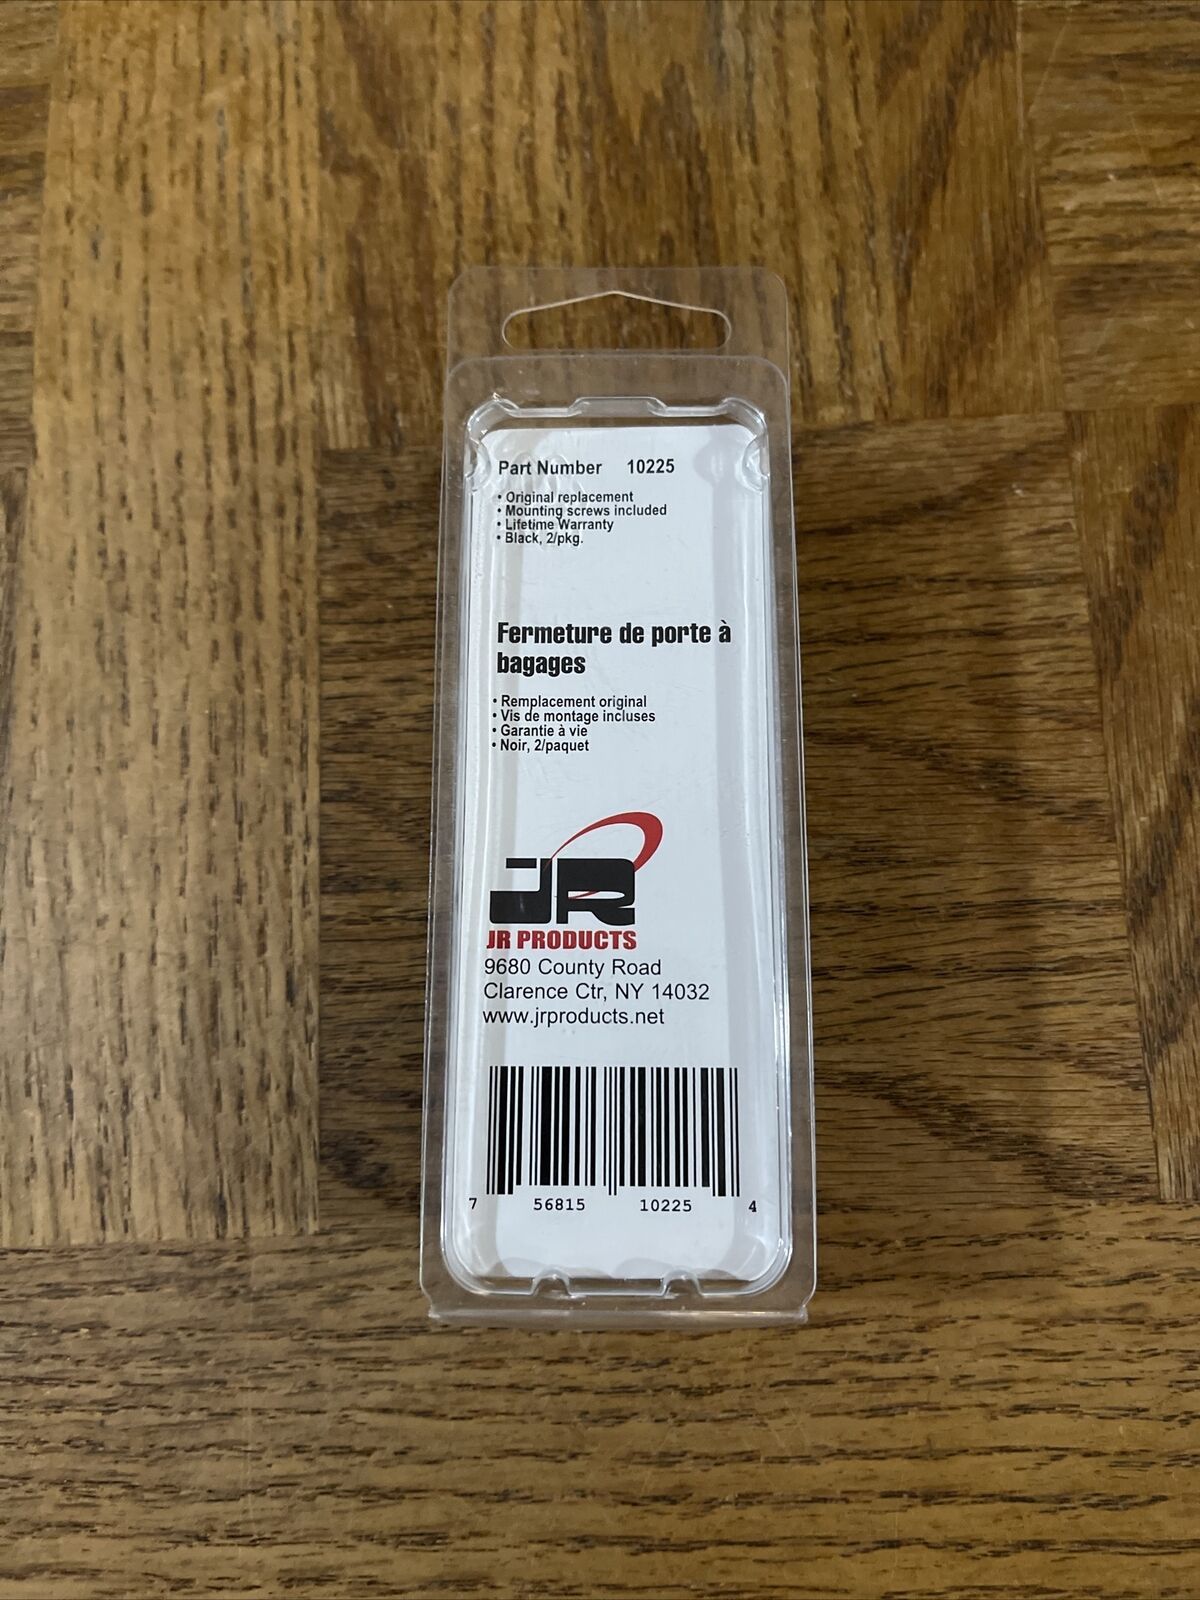 Part Number 10225
• Original replacement
• Mounting screws included
• Lifetime Warranty
• Black, 2/pkg.
Fermeture de porte à
bagages
• Remplacement original
• Vis de montage incluses
• Garantie à vie
• Noir, 2/paquet
JR
JR PRODUCTS
9680 County Road
Clarence Ctr, NY 14032
www.jrproducts.net
7 56815 10225 4